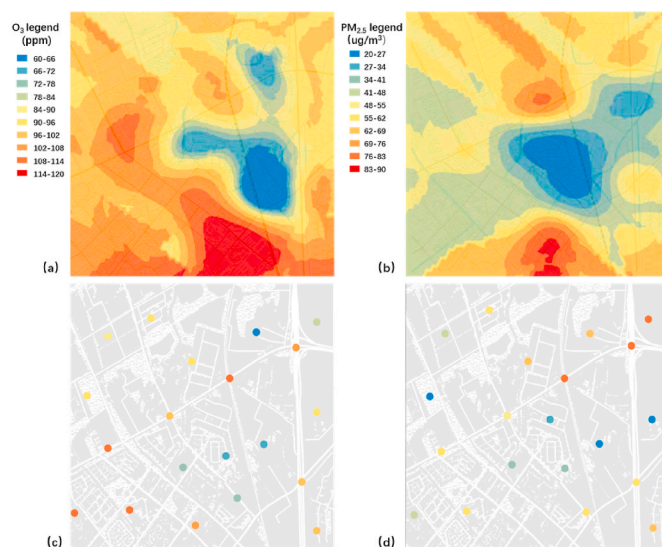 O₃ legend
(ppm)
60-66
66-72
72-78
78-84
84-90
90-96
96-102
102-108
108-114
114-120
(a)
PM₂.₅ legend
(ug/m³)
20-27
27-34
34-41
41-48
48-55
55-62
62-69
69-76
76-83
83-90
(b)
(c)
(d)